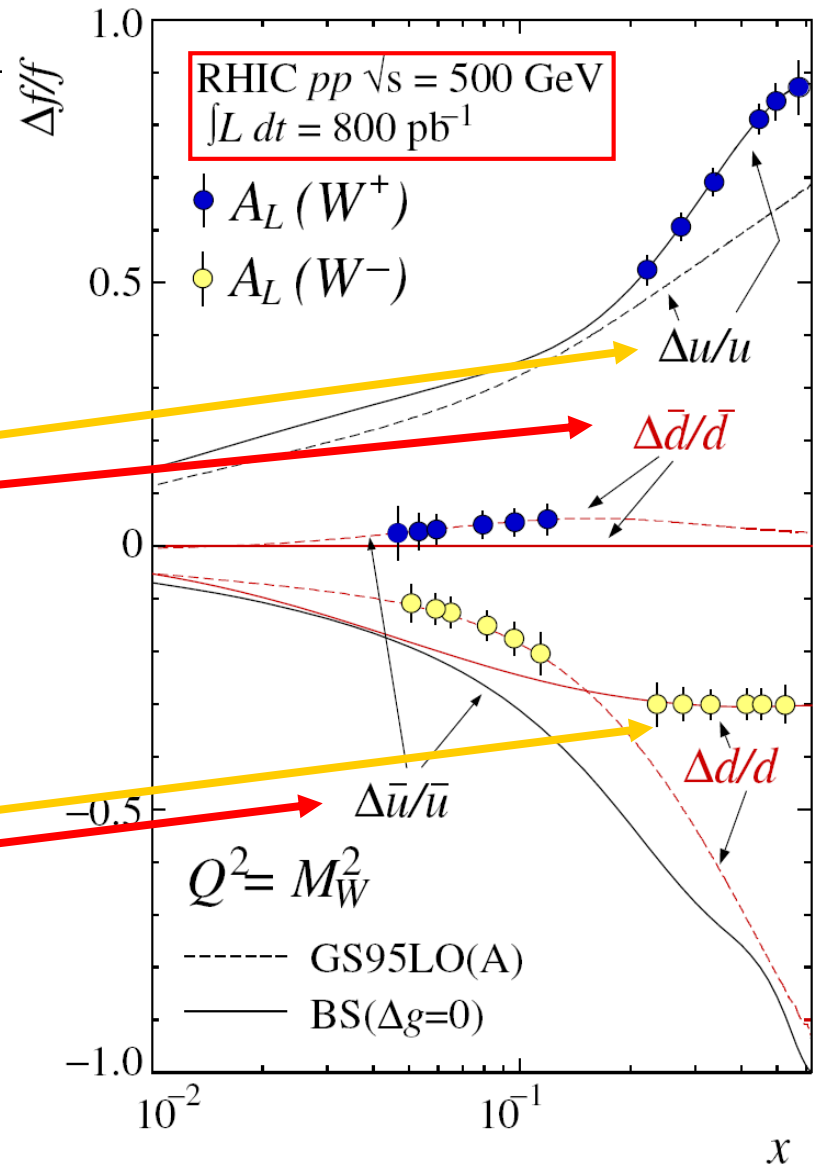 1.0
Δf/f
RHIC pp √s = 500 GeV
∫L dt = 800 pb⁻¹
A_L (W⁺)
A_L (W⁻)
0.5
Δu/u
Δd̄/d̄
0
Δd/d
Δū/ū
−0.5
Q² = M_W²
GS95LO(A)
BS(Δg=0)
−1.0
10⁻²
10⁻¹
x